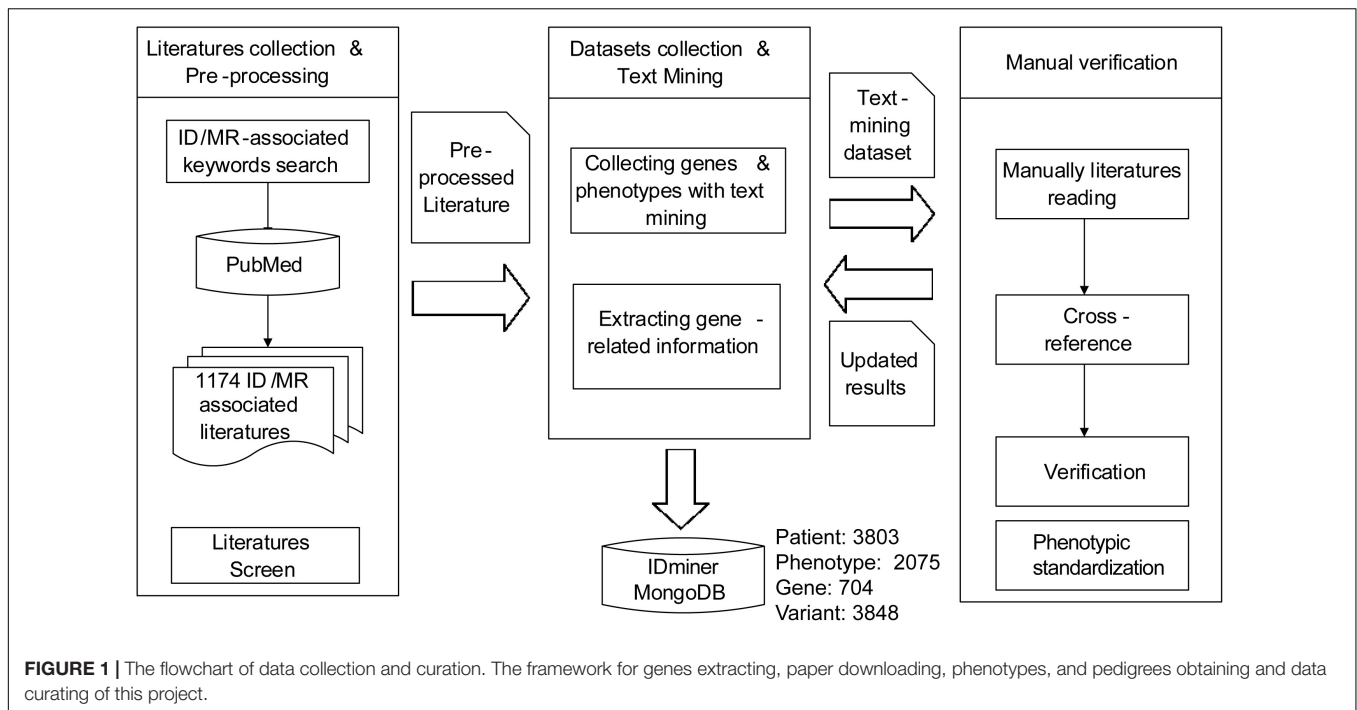 Literatures collection &
Pre -processing
ID/MR-associated
keywords search
PubMed
1174 ID /MR
associated
literatures
Literatures
Screen
Pre -
processed
Literature
Datasets collection &
Text Mining
Collecting genes &
phenotypes with text
mining
Extracting gene -
related information
Text -
mining
dataset
Updated
results
Manual verification
Manually literatures
reading
Cross -
reference
Verification
Phenotypic
standardization
IDminer
MongoDB
Patient: 3803
Phenotype: 2075
Gene: 704
Variant: 3848
FIGURE 1 | The flowchart of data collection and curation. The framework for genes extracting, paper downloading, phenotypes, and pedigrees obtaining and data
curating of this project.